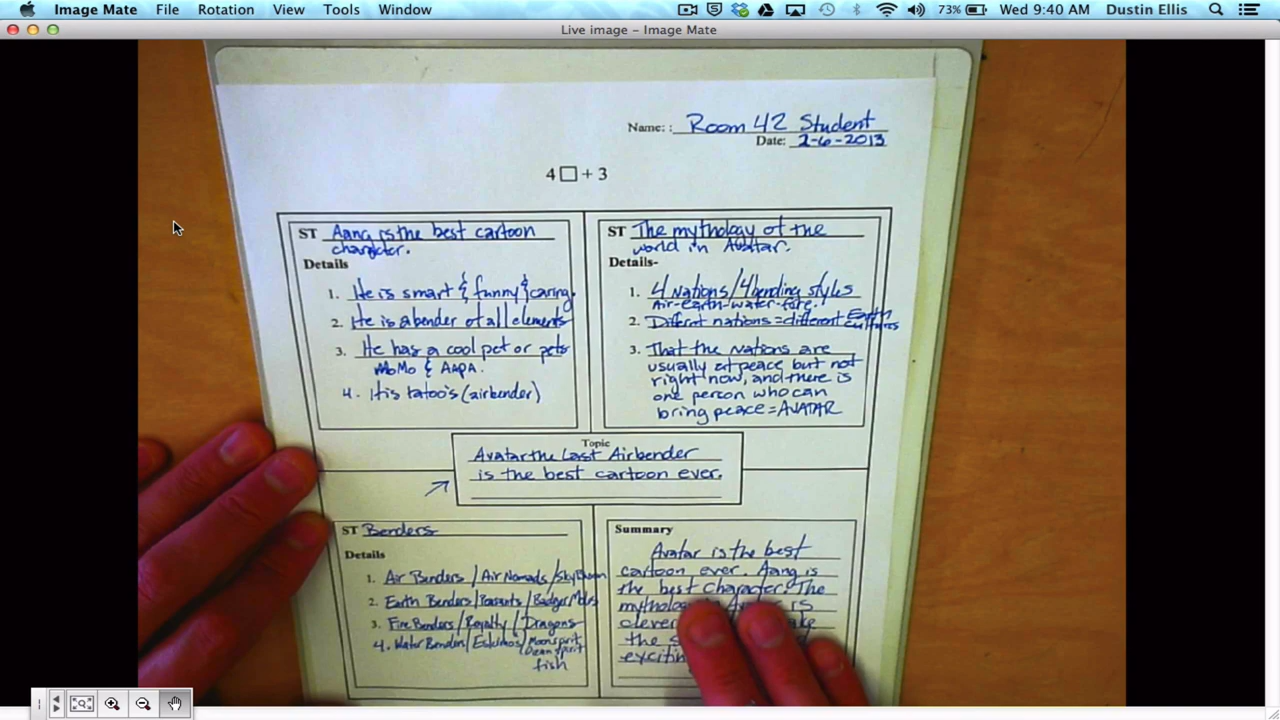 Image Mate File Rotation View Tools Window 73% Wed 9:40 AM Dustin Ellis
Live image – Image Mate
Name: : Room 42 Student
Date: 2-6-2013
4 □ + 3
ST Aang is the best cartoon
character.
Details
1. He is smart & funny & caring.
2. He is a bender of all elements
3. He has a cool pet or pets
MoMo & AAPA.
4. His tatoo's (airbender)
ST The mythology of the
world in Avatar.
Details-
1. 4 Nations/4 bending styles
Air-earth-water-fire.
2. Differnt nations = different Earth
cultures
3. That the Nations are
usually at peace but not
right now, and there is
one person who can
bring peace = AVATAR
Topic
Avatar the Last Airbender
is the best cartoon ever.
ST Benders
Details
1. Air Benders / Air Nomads / Sky
2. Earth Benders / Peasants / Badger Moles
3. Fire Benders / Royalty / Dragons
4. Water Bender / Eskimos / Moon spirit
Ocean spirit
fish
Summary
Avatar is the best
cartoon ever. Aang is
the best character. The
is
clever
the